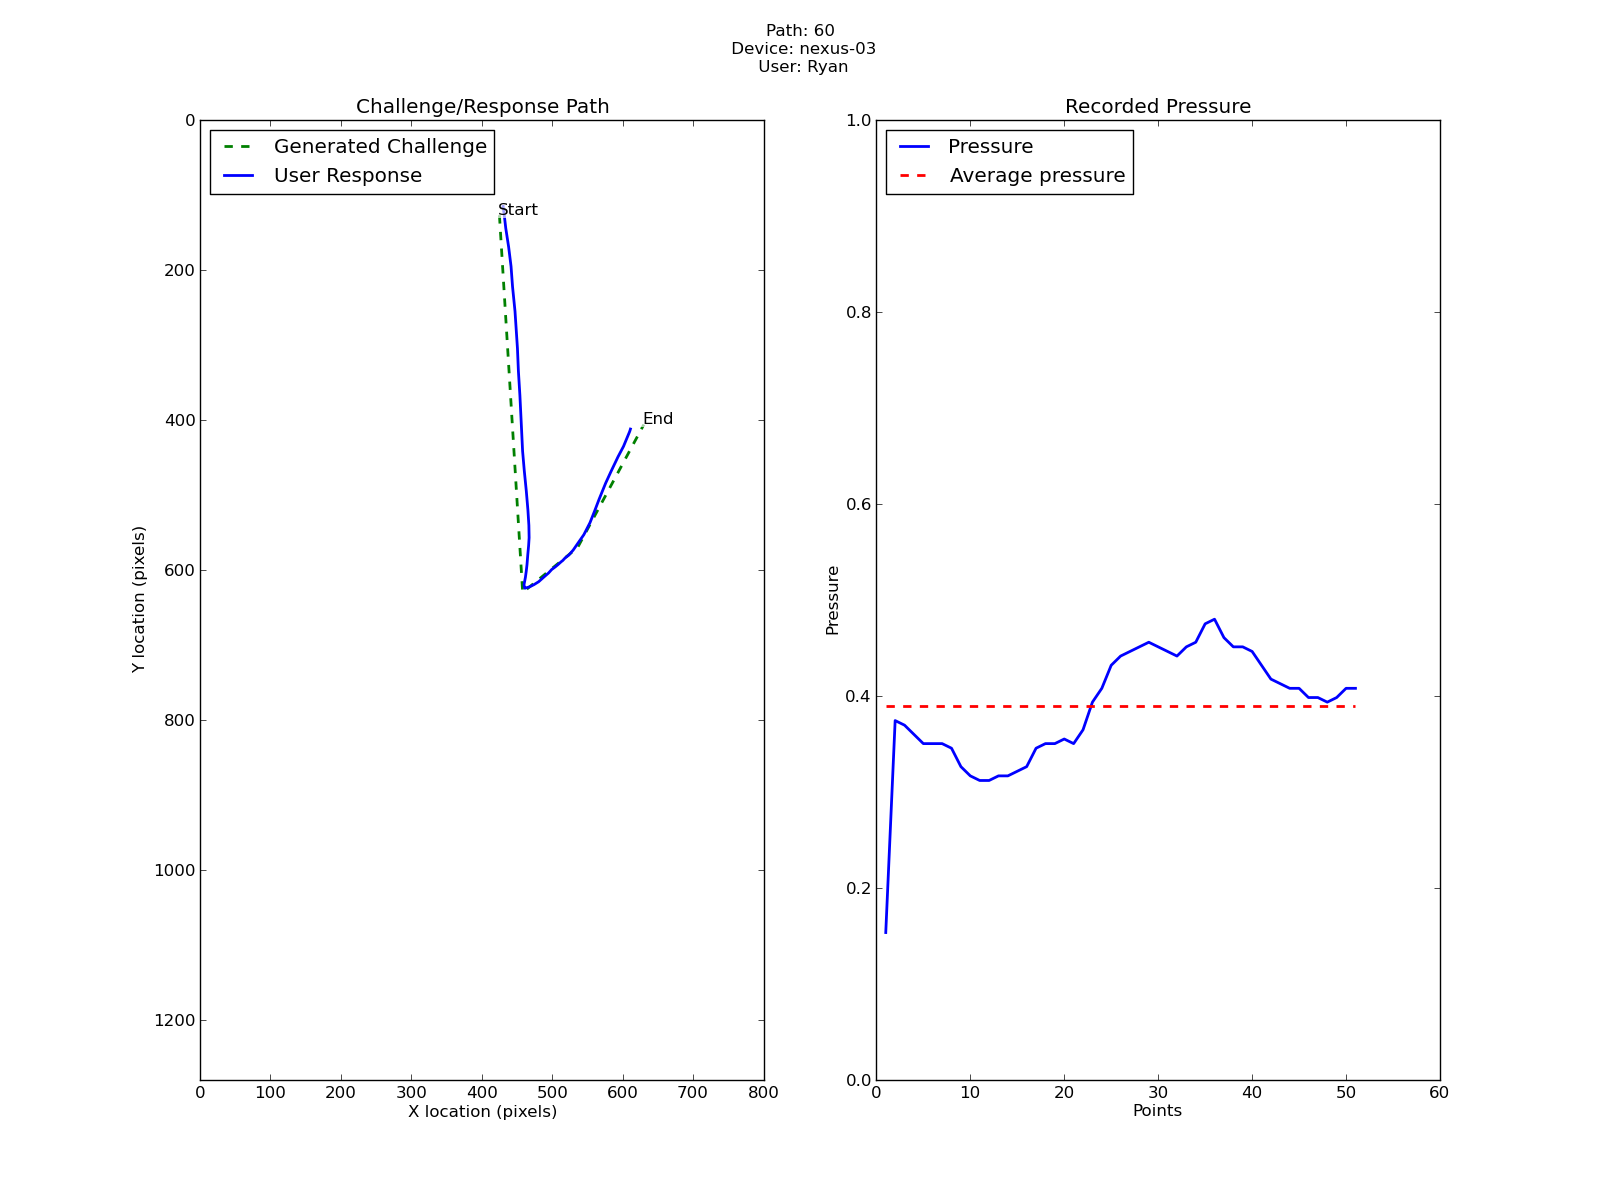 Path: 60
Device: nexus-03
User: Ryan
Challenge/Response Path
Generated Challenge
User Response
Start
End
0
200
400
600
800
1000
1200
Y location (pixels)
0 100 200 300 400 500 600 700 800
X location (pixels)
Recorded Pressure
Pressure
Average pressure
1.0
0.8
0.6
0.4
0.2
0.0
Pressure
0 10 20 30 40 50 60
Points